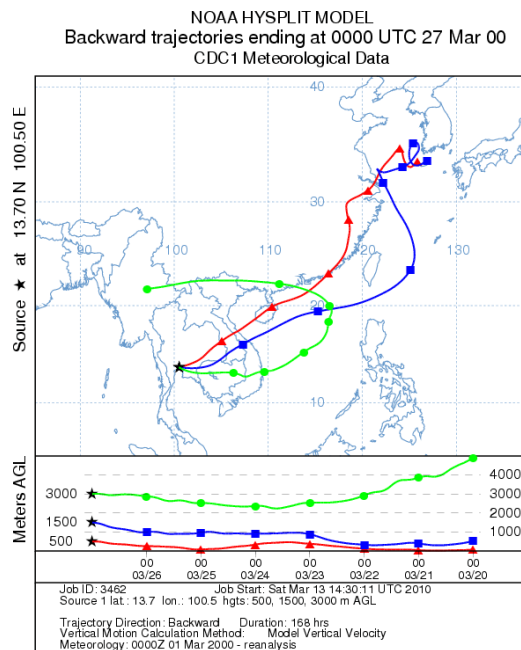 NOAA HYSPLIT MODEL
Backward trajectories ending at 0000 UTC 27 Mar 00
CDC1 Meteorological Data
Source ★ at 13.70 N 100.50 E
40
30
90
100
110
120
130
20
10
Meters AGL
3000
1500
500
4000
3000
2000
1000
00 00 00 00 00 00 00
03/26 03/25 03/24 03/23 03/22 03/21 03/20
Job ID: 3462 Job Start: Sat Mar 13 14:30:11 UTC 2010
Source 1 lat.: 13.7 lon.: 100.5 hgts: 500, 1500, 3000 m AGL
Trajectory Direction: Backward Duration: 168 hrs
Vertical Motion Calculation Method: Model Vertical Velocity
Meteorology: 0000Z 01 Mar 2000 - reanalysis